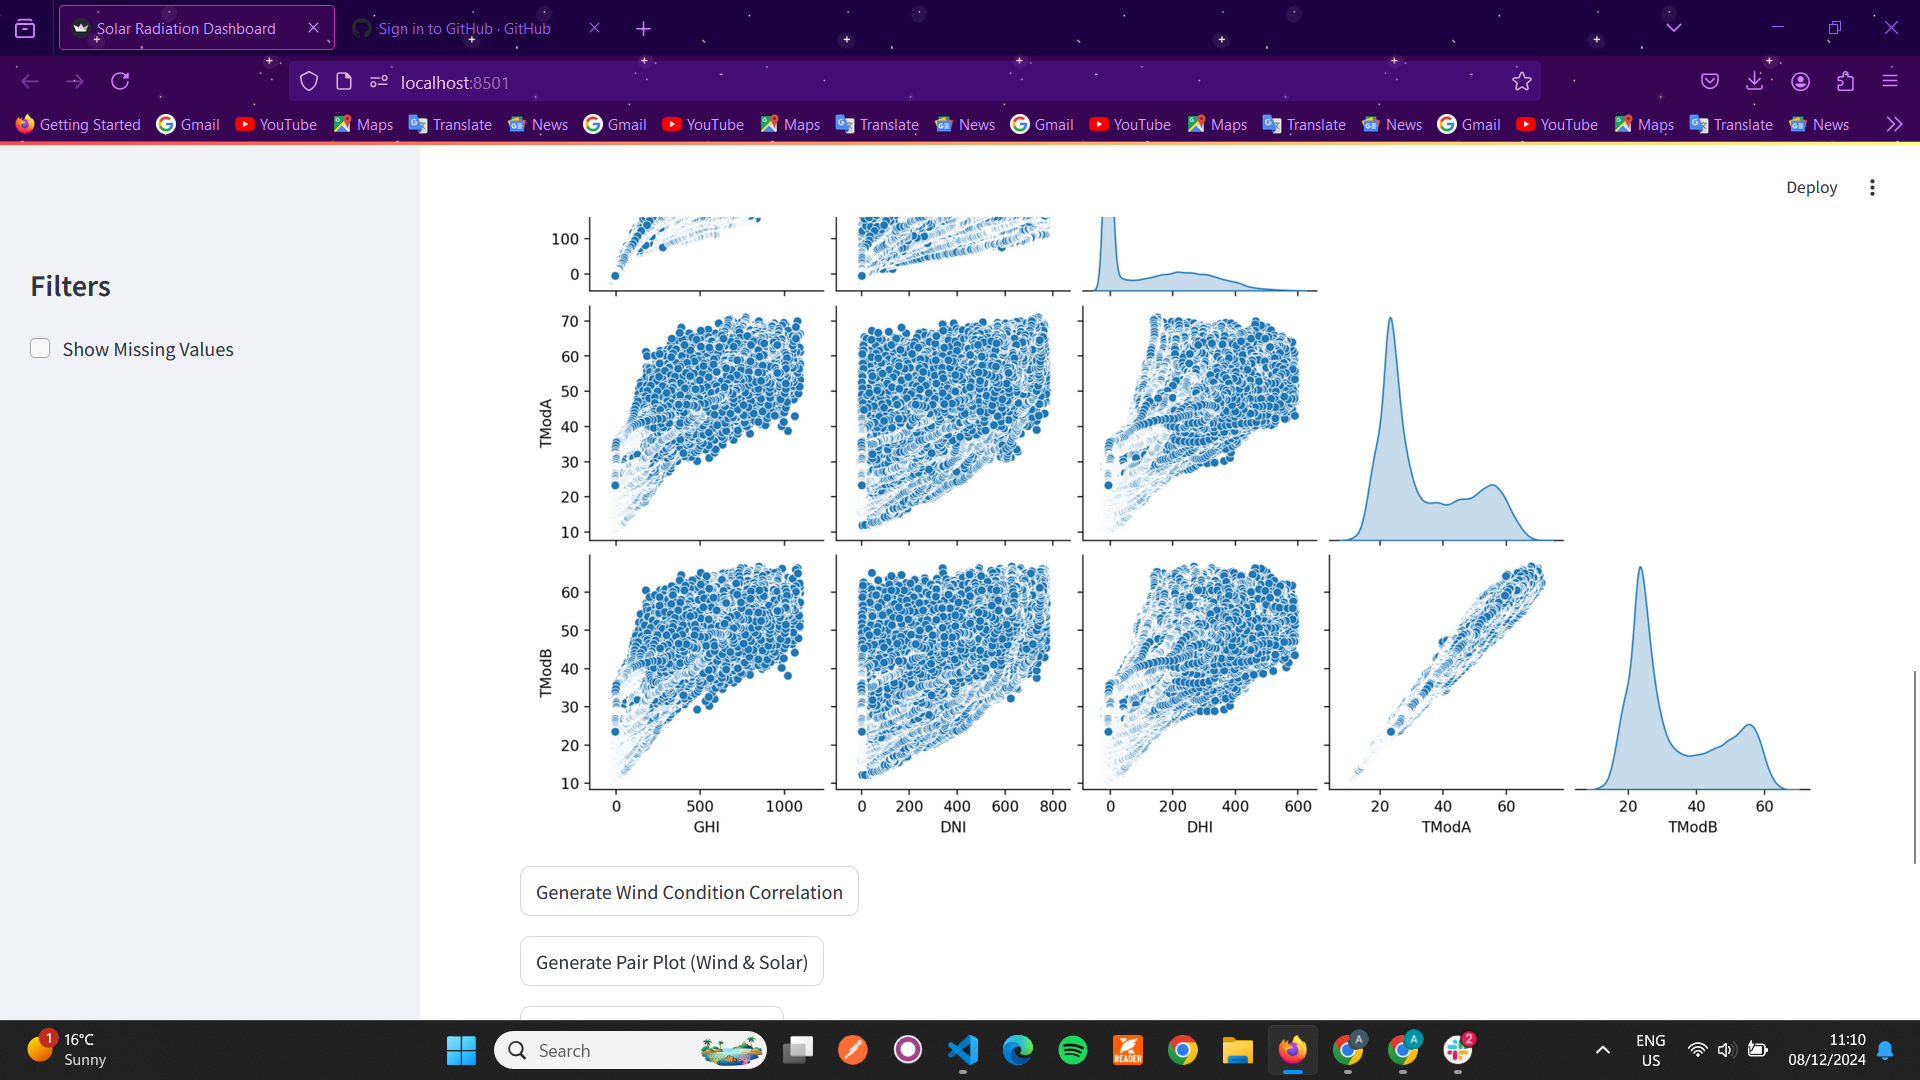 Solar Radiation Dashboard
Sign in to GitHub · GitHub
localhost:8501
Getting Started Gmail YouTube Maps Translate News Gmail YouTube Maps Translate News Gmail YouTube Maps Translate News Gmail YouTube Maps Translate News
Deploy
Filters
Show Missing Values
100
0
70
60
50
40
30
20
10
TModA
60
50
40
30
20
10
TModB
0 500 1000 0 200 400 600 800 0 200 400 600 20 40 60 20 40 60
GHI DNI DHI TModA TModB
Generate Wind Condition Correlation
Generate Pair Plot (Wind & Solar)
1
16°C
Sunny
Search
READER
A
A
2
ENG
US
11:10
08/12/2024